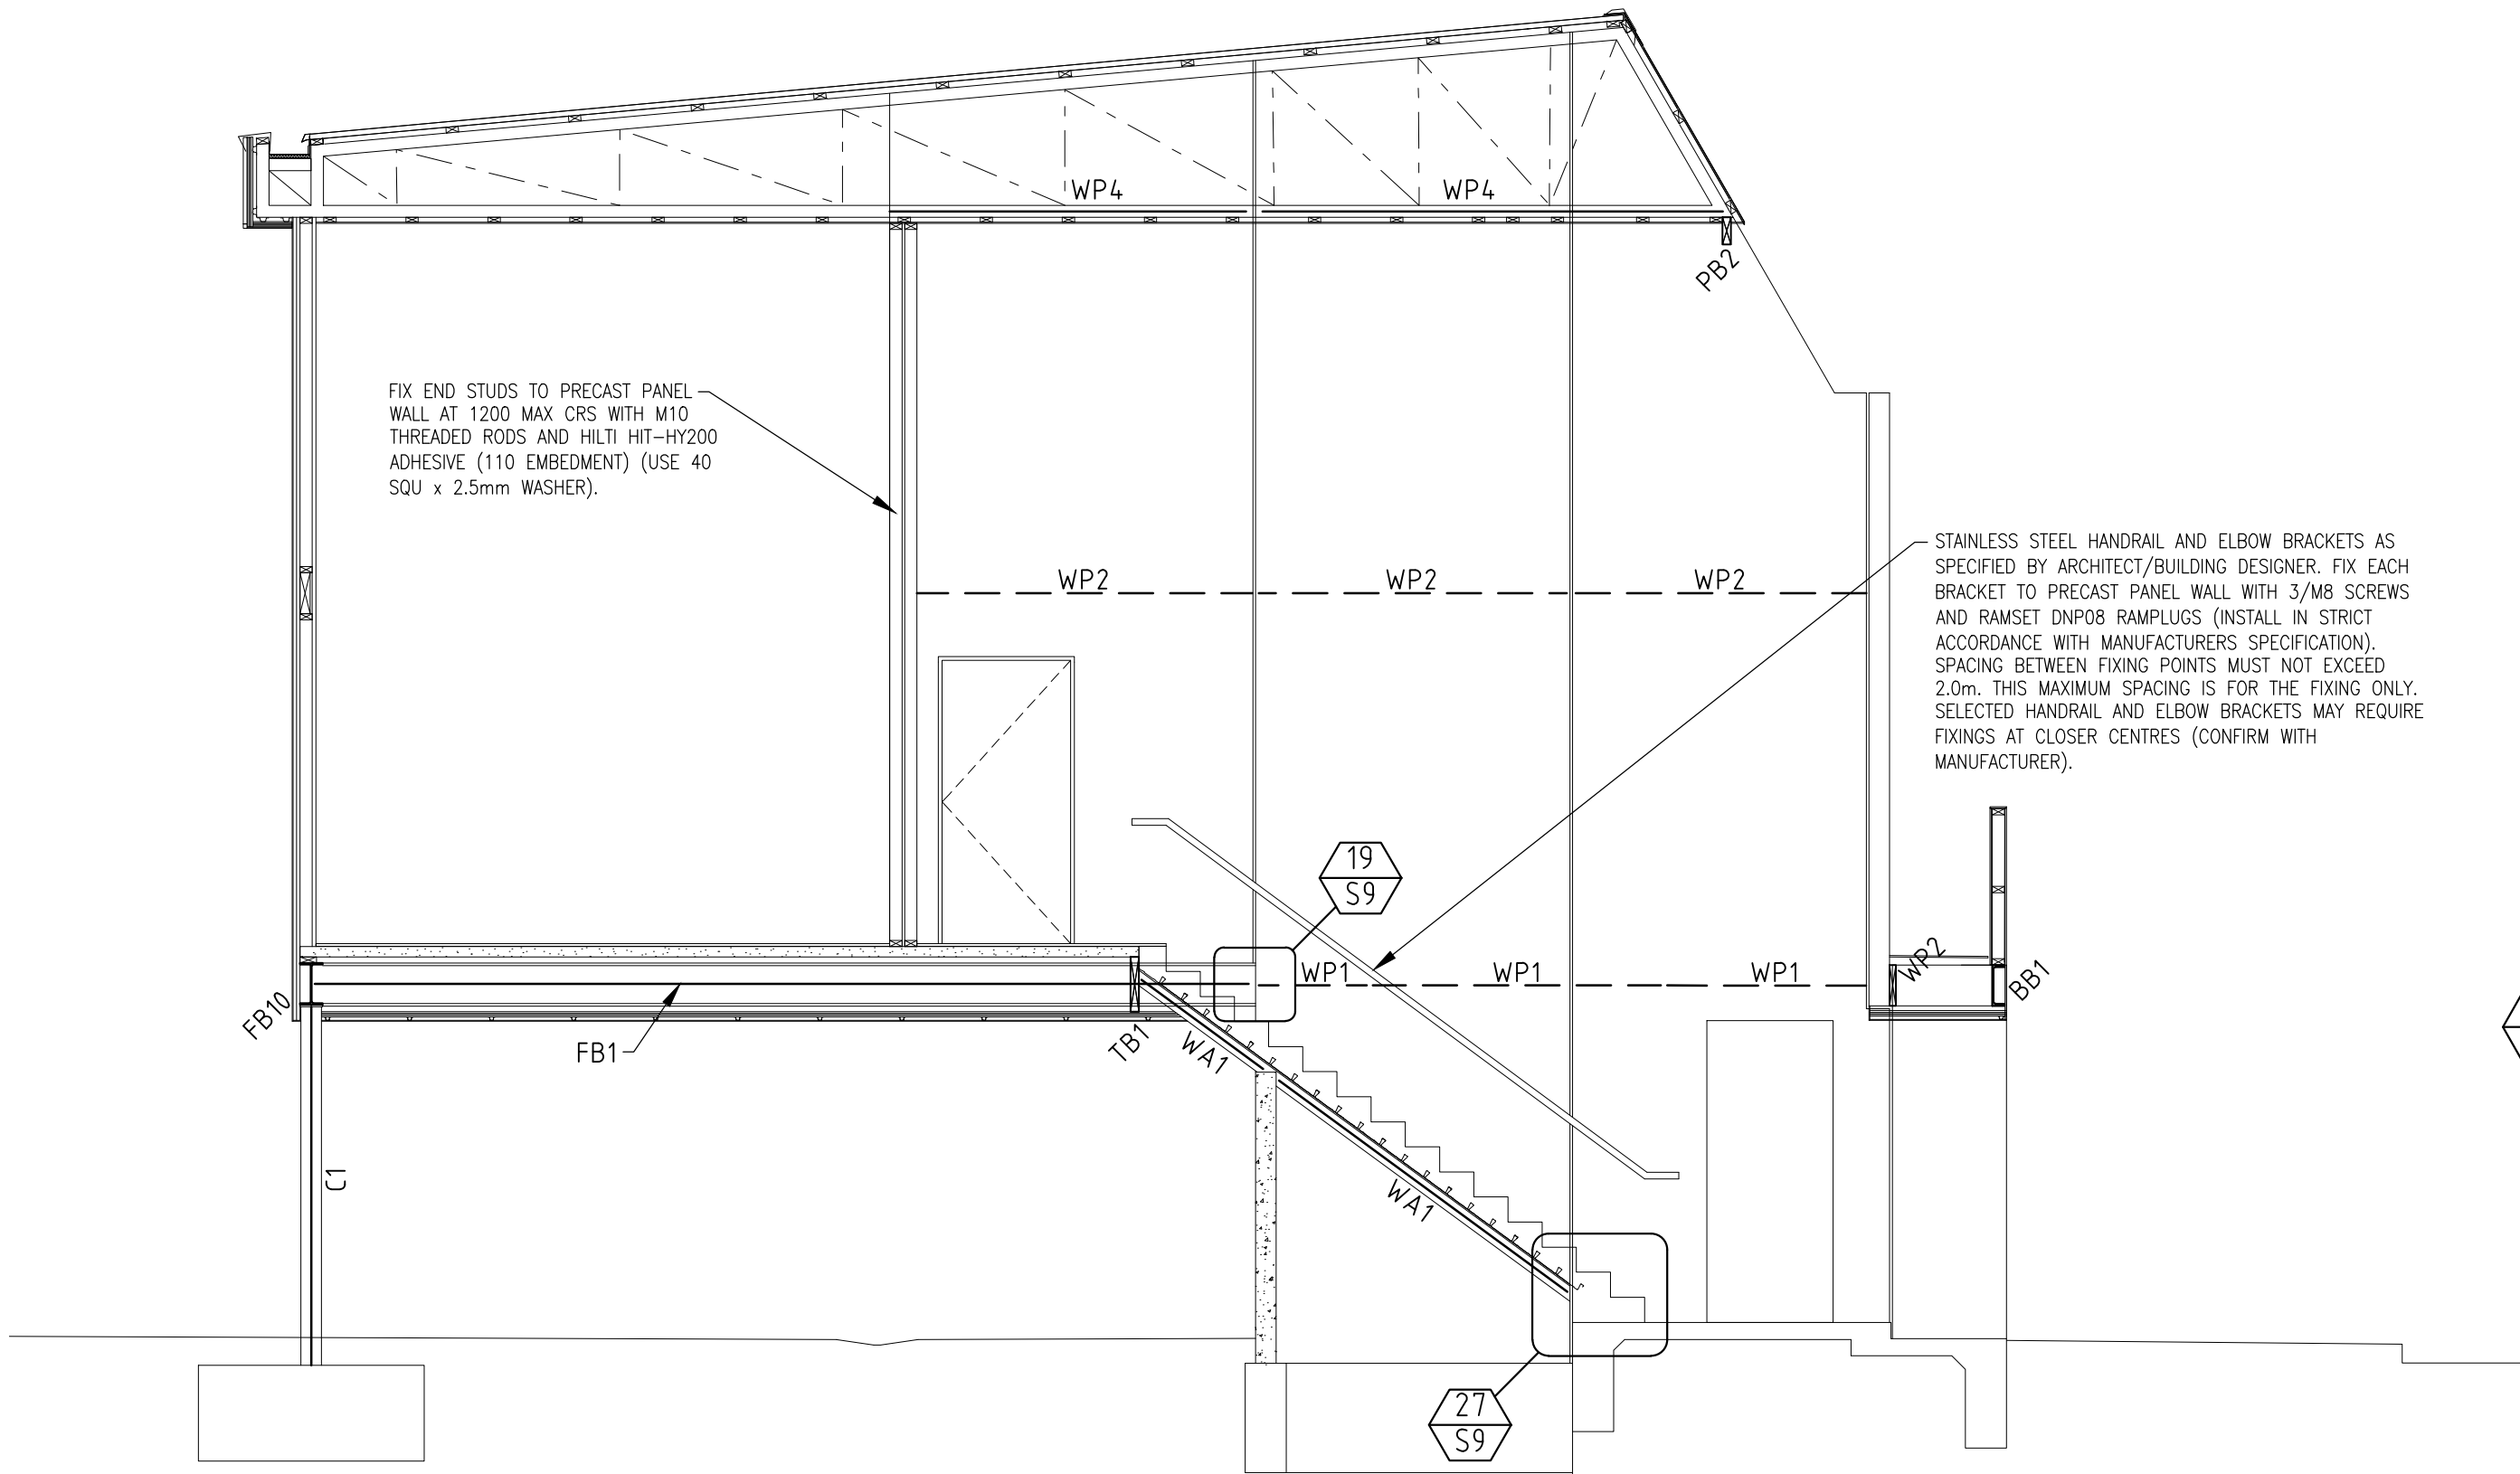 WP4
WP4
PB2
FIX END STUDS TO PRECAST PANEL
WALL AT 1200 MAX CRS WITH M10
THREADED RODS AND HILTI HIT-HY200
ADHESIVE (110 EMBEDMENT) (USE 40
SQU x 2.5mm WASHER).
STAINLESS STEEL HANDRAIL AND ELBOW BRACKETS AS
SPECIFIED BY ARCHITECT/BUILDING DESIGNER. FIX EACH
BRACKET TO PRECAST PANEL WALL WITH 3/M8 SCREWS
AND RAMSET DNP08 RAMPLUGS (INSTALL IN STRICT
ACCORDANCE WITH MANUFACTURERS SPECIFICATION).
SPACING BETWEEN FIXING POINTS MUST NOT EXCEED
2.0m. THIS MAXIMUM SPACING IS FOR THE FIXING ONLY.
SELECTED HANDRAIL AND ELBOW BRACKETS MAY REQUIRE
FIXINGS AT CLOSER CENTRES (CONFIRM WITH
MANUFACTURER).
WP2
WP2
WP2
19
S9
WP1
WP1
WP1
WP2
BB1
FB10
FB1
TB1
WA1
C1
WA1
27
S9